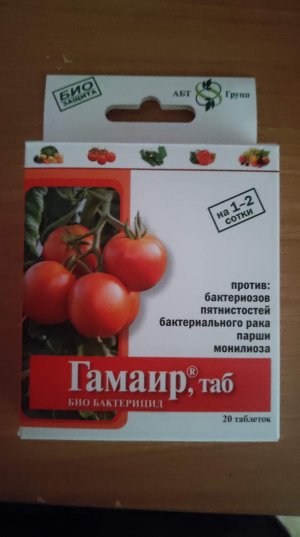 БИО
ЗАЩИТА
АБТ Групп
на 1–2
сотки
против:
бактериозов
пятнистостей
бактериального рака
парши
монилиоза
Гамаир®, таб
БИО БАКТЕРИЦИД
20 таблеток